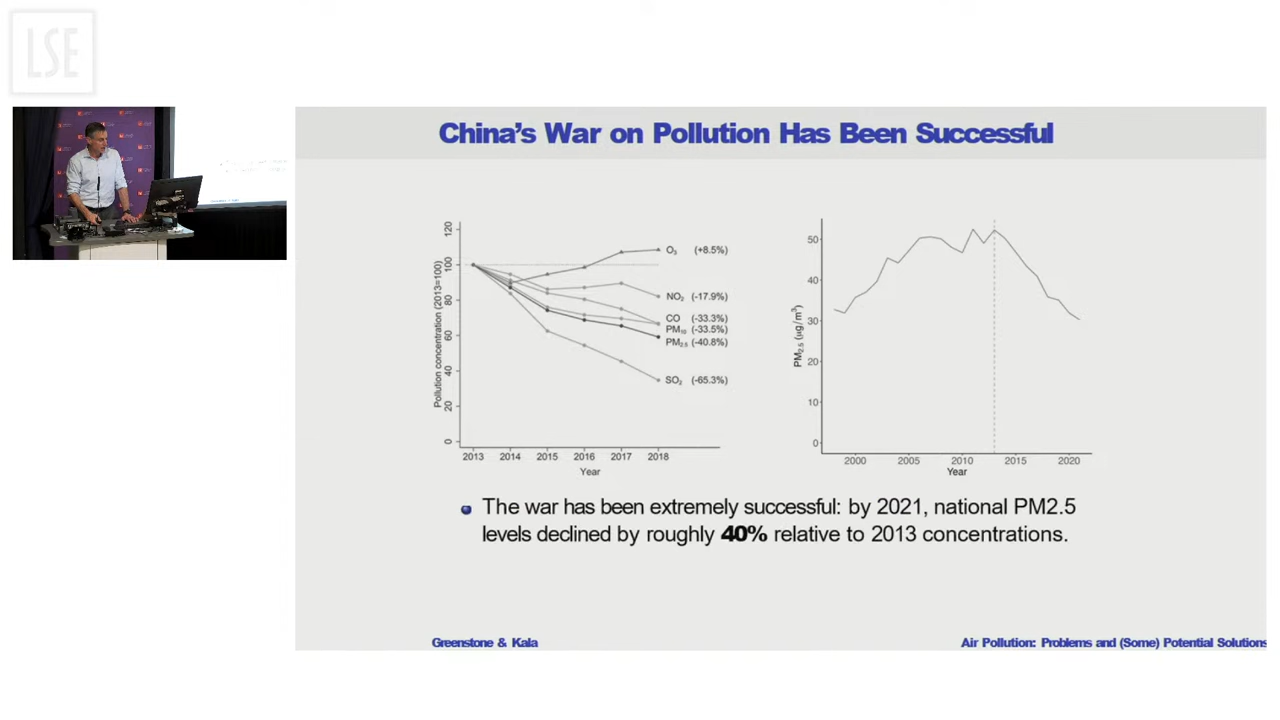 LSE
China's War on Pollution Has Been Successful
Pollution concentration (2013=100)
120
100
80
60
40
20
0
O₃ (+8.5%)
NO₂ (-17.9%)
CO (-33.3%)
PM₁₀ (-33.5%)
PM₂.₅ (-40.8%)
SO₂ (-65.3%)
2013 2014 2015 2016 2017 2018
Year
PM₂.₅ (μg/m³)
50
40
30
20
10
0
2000 2005 2010 2015 2020
Year
The war has been extremely successful: by 2021, national PM2.5
levels declined by roughly 40% relative to 2013 concentrations.
Greenstone & Kala
Air Pollution: Problems and (Some) Potential Solutions